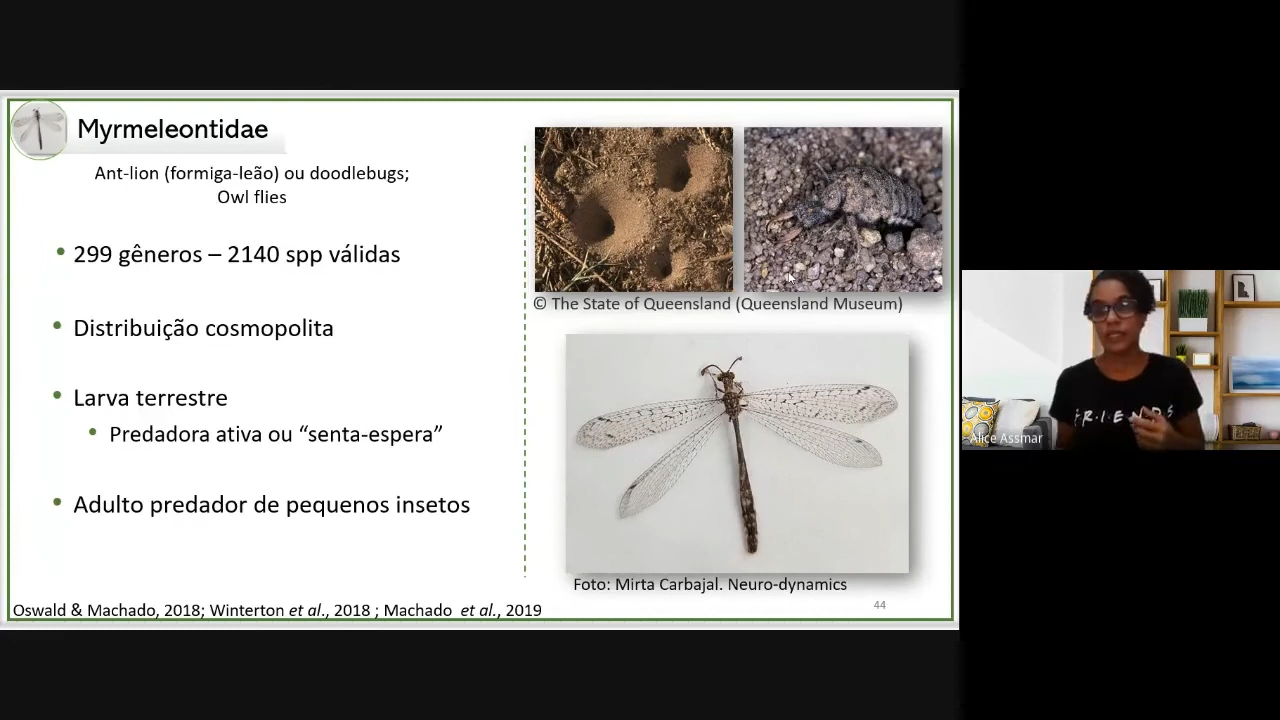 Myrmeleontidae
Ant-lion (formiga-leão) ou doodlebugs;
Owl flies
• 299 gêneros – 2140 spp válidas
• Distribuição cosmopolita
• Larva terrestre
• Predadora ativa ou “senta-espera”
• Adulto predador de pequenos insetos
Oswald & Machado, 2018; Winterton et al., 2018 ; Machado et al., 2019
© The State of Queensland (Queensland Museum)
Foto: Mirta Carbajal. Neuro-dynamics
44
F·R·I·E·N·D·S
Alice Assmar